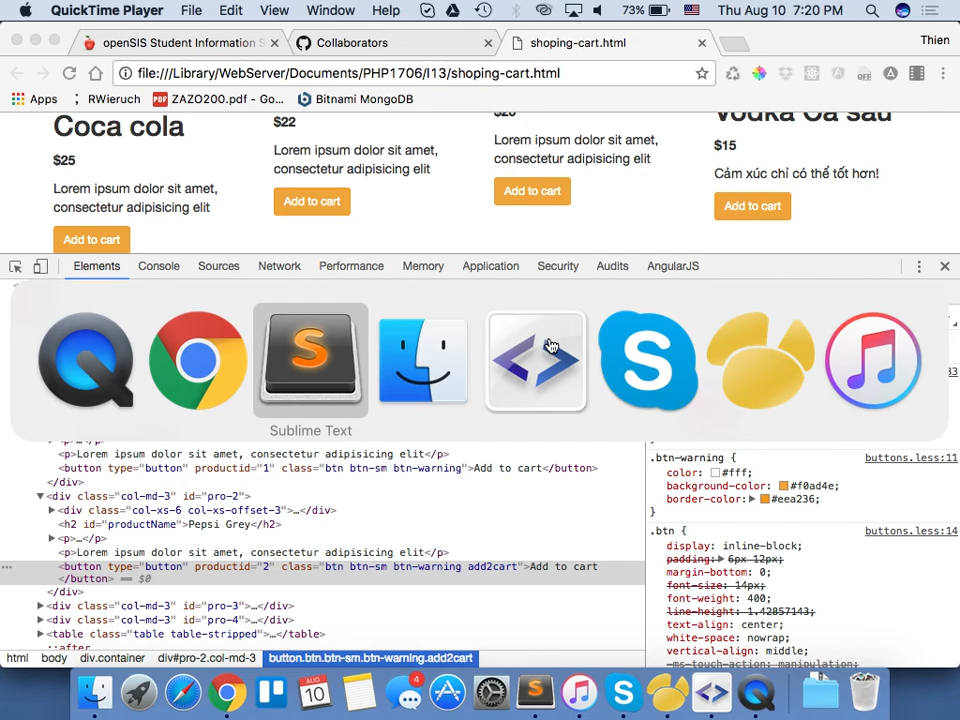 QuickTime Player File Edit View Window Help 73% Thu Aug 10 7:20 PM
openSIS Student Information S Collaborators shoping-cart.html Thien
file:///Library/WebServer/Documents/PHP1706/l13/shoping-cart.html OFF
Apps RWieruch PDF ZAZO200.pdf - Go... Bitnami MongoDB
Coca cola
$25
Lorem ipsum dolor sit amet,
consectetur adipisicing elit
Add to cart
$22
Lorem ipsum dolor sit amet,
consectetur adipisicing elit
Add to cart
Lorem ipsum dolor sit amet,
consectetur adipisicing elit
Add to cart
Vodka Cá sấu
$15
Cảm xúc chỉ có thể tốt hơn!
Add to cart
Elements Console Sources Network Performance Memory Application Security Audits AngularJS
Sublime Text
<p>Lorem ipsum dolor sit amet, consectetur adipisicing elit</p>
<button type="button" productid="1" class="btn btn-sm btn-warning">Add to cart</button>
</div>
<div class="col-md-3" id="pro-2">
<div class="col-xs-6 col-xs-offset-3">…</div>
<h2 id="productName">Pepsi Grey</h2>
<p>…</p>
<p>Lorem ipsum dolor sit amet, consectetur adipisicing elit</p>
<button type="button" productid="2" class="btn btn-sm btn-warning add2cart">Add to cart
</button> == $0
</div>
<div class="col-md-3" id="pro-3">…</div>
<div class="col-md-3" id="pro-4">…</div>
<table class="table table-stripped">…</table>
::after
html body div.container div#pro-2.col-md-3 button.btn.btn-sm.btn-warning.add2cart
.btn-warning { buttons.less:11
color: #fff;
background-color: #f0ad4e;
border-color: #eea236;
}
.btn { buttons.less:14
display: inline-block;
padding: 6px 12px;
margin-bottom: 0;
font-size: 14px;
font-weight: 400;
line-height: 1.42857143;
text-align: center;
white-space: nowrap;
vertical-align: middle;
-ms-touch-action: manipulation;
AUG
10
4